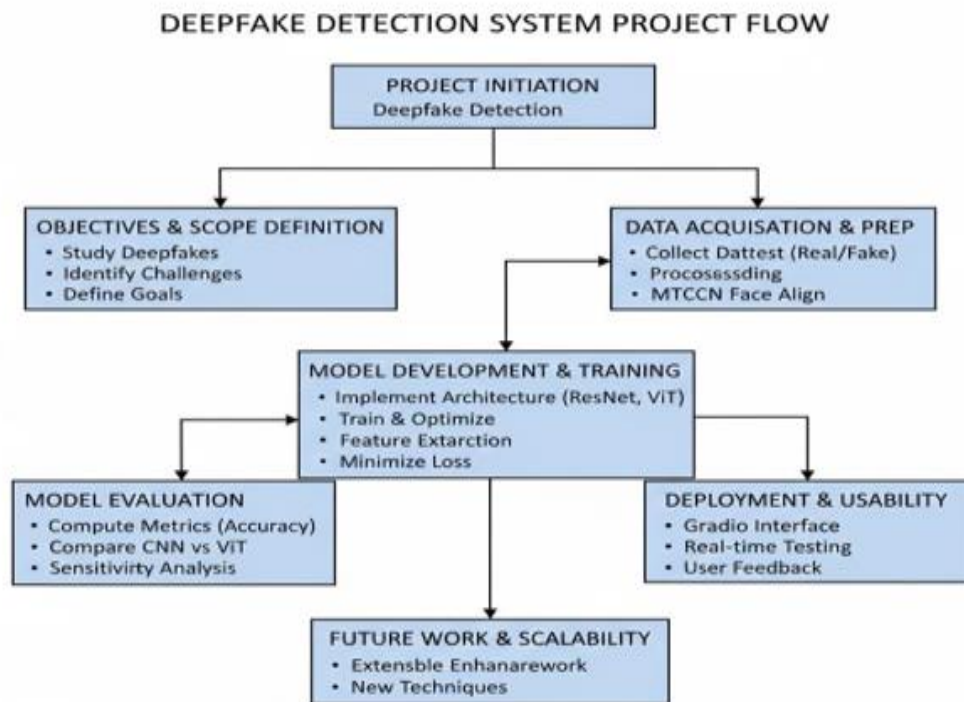 DEEPFAKE DETECTION SYSTEM PROJECT FLOW
PROJECT INITIATION
Deepfake Detection
OBJECTIVES & SCOPE DEFINITION
• Study Deepfakes
• Identify Challenges
• Define Goals
DATA ACQUISATION & PREP
• Collect Dattest (Real/Fake)
• Procosessding
• MTCCN Face Align
MODEL DEVELOPMENT & TRAINING
• Implement Architecture (ResNet, ViT)
• Train & Optimize
• Feature Extarction
• Minimize Loss
MODEL EVALUATION
• Compute Metrics (Accuracy)
• Compare CNN vs ViT
• Sensitivirty Analysis
DEPLOYMENT & USABILITY
• Gradio Interface
• Real-time Testing
• User Feedback
FUTURE WORK & SCALABILITY
• Extensble Enhanarework
• New Techniques